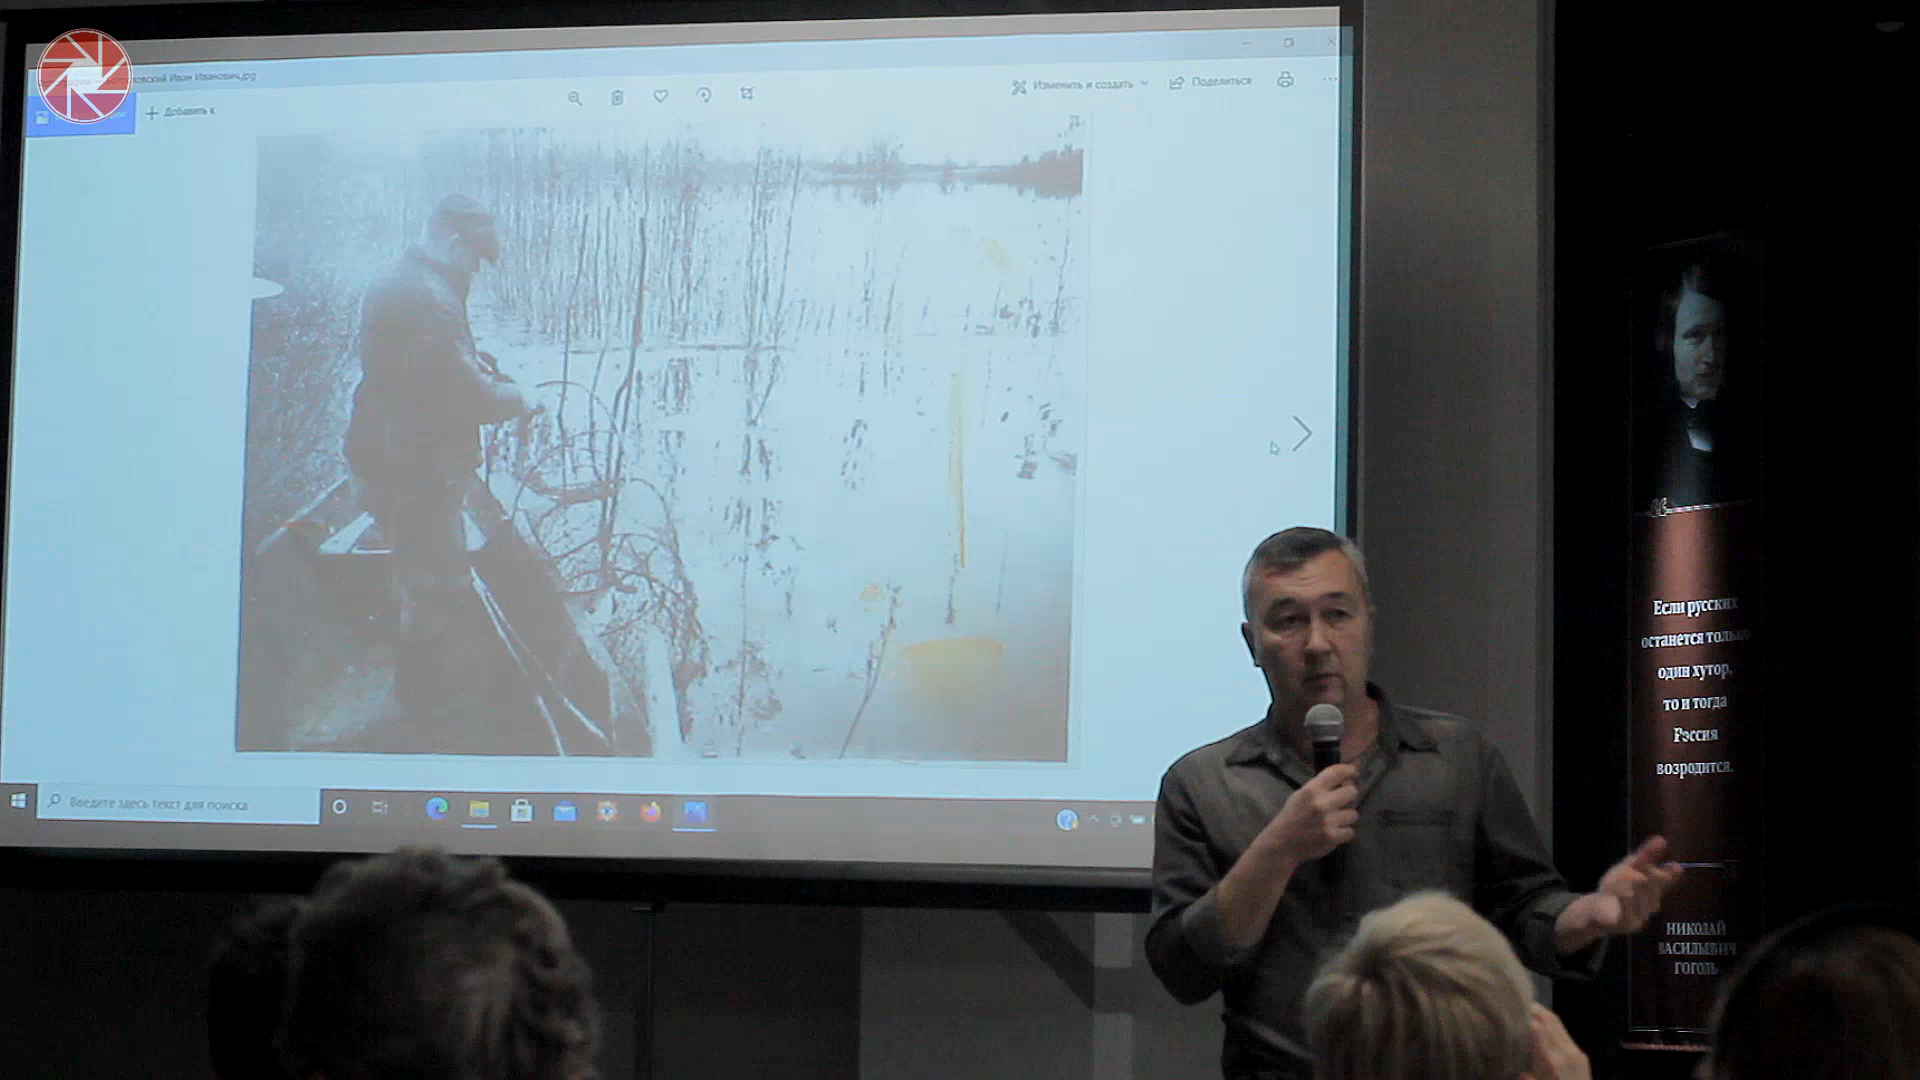 Иван Иванович.jpg
Добавить к
Изменить и создать
Поделиться
Введите здесь текст для поиска
Если русских
останется только
один хутор,
то и тогда
Рэссия
возродится.
НИКОЛАЙ
ВАСИЛЬЕВИЧ
ГОГОЛЬ